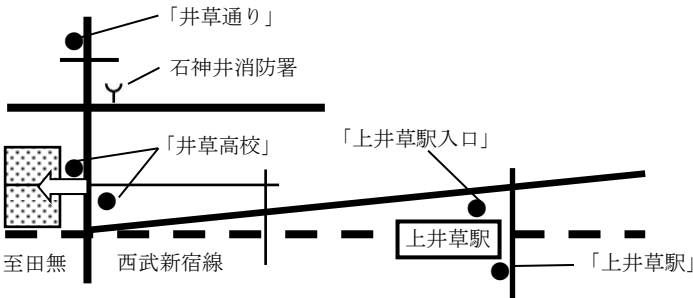 「井草通り」
石神井消防署
「井草高校」
「上井草駅入口」
上井草駅
至田無
西武新宿線
「上井草駅」